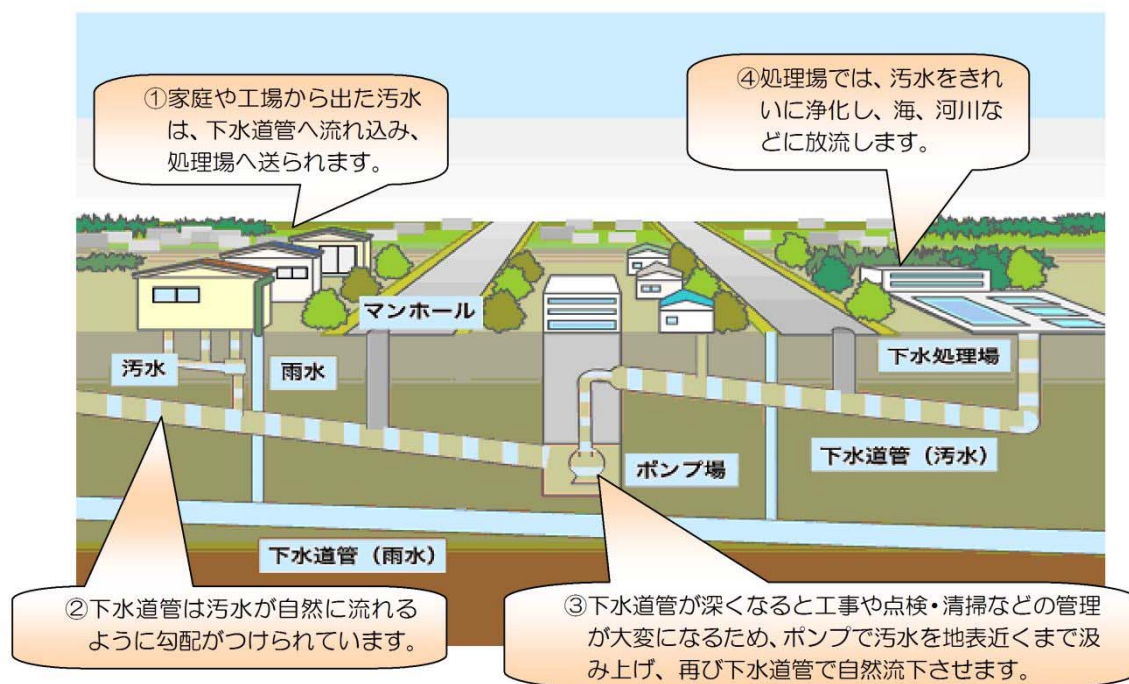 ①家庭や工場から出た汚水
は、下水道管へ流れ込み、
処理場へ送られます。
④処理場では、汚水をきれ
いに浄化し、海、河川な
どに放流します。
マンホール
汚水
雨水
下水処理場
ポンプ場
下水道管（汚水）
下水道管（雨水）
②下水道管は汚水が自然に流れる
ように勾配がつけられています。
③下水道管が深くなると工事や点検・清掃などの管理
が大変になるため、ポンプで汚水を地表近くまで汲
み上げ、再び下水道管で自然流下させます。